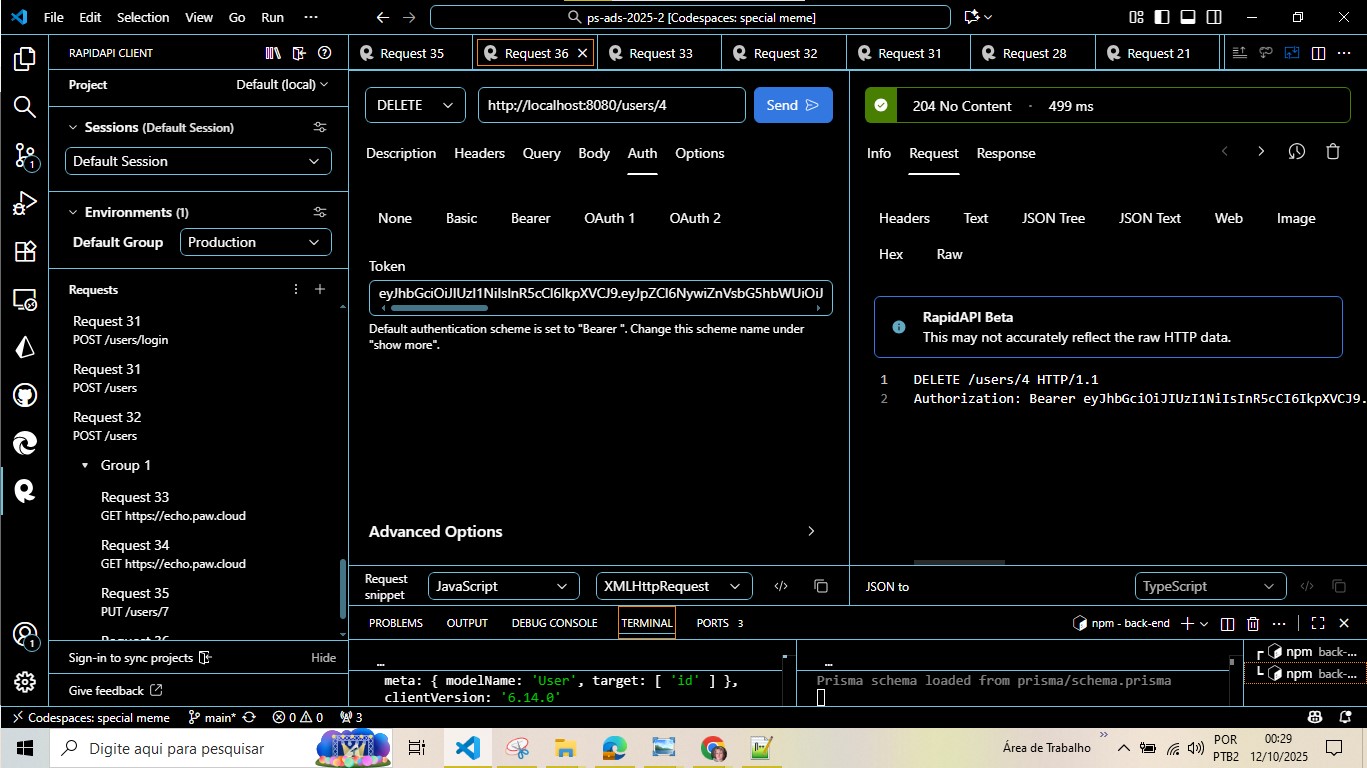 File Edit Selection View Go Run ···
ps-ads-2025-2 [Codespaces: special meme]
RAPIDAPI CLIENT
Request 35 Request 36 Request 33 Request 32 Request 31 Request 28 Request 21
Project Default (local)
Sessions (Default Session)
Default Session
Environments (1)
Default Group Production
Requests
Request 31
POST /users/login
Request 31
POST /users
Request 32
POST /users
Group 1
Request 33
GET https://echo.paw.cloud
Request 34
GET https://echo.paw.cloud
Request 35
PUT /users/7
Request 36
Sign-in to sync projects Hide
Give feedback
DELETE http://localhost:8080/users/4 Send
Description Headers Query Body Auth Options
None Basic Bearer OAuth 1 OAuth 2
Token
eyJhbGciOiJIUzI1NiIsInR5cCI6IkpXVCJ9.eyJpZCI6NywiZnVsbG5hbWUiOiJ
Default authentication scheme is set to "Bearer ". Change this scheme name under
"show more".
Advanced Options
Request
snippet
JavaScript XMLHttpRequest
204 No Content · 499 ms
Info Request Response
Headers Text JSON Tree JSON Text Web Image
Hex Raw
RapidAPI Beta
This may not accurately reflect the raw HTTP data.
1 DELETE /users/4 HTTP/1.1
2 Authorization: Bearer eyJhbGciOiJIUzI1NiIsInR5cCI6IkpXVCJ9.
JSON to TypeScript
PROBLEMS OUTPUT DEBUG CONSOLE TERMINAL PORTS 3
npm - back-end
…
meta: { modelName: 'User', target: [ 'id' ] },
clientVersion: '6.14.0'
…
Prisma schema loaded from prisma/schema.prisma
npm back-...
npm back-...
1
1
Codespaces: special meme main* 0 0 3
Digite aqui para pesquisar
Área de Trabalho
POR
PTB2
00:29
12/10/2025